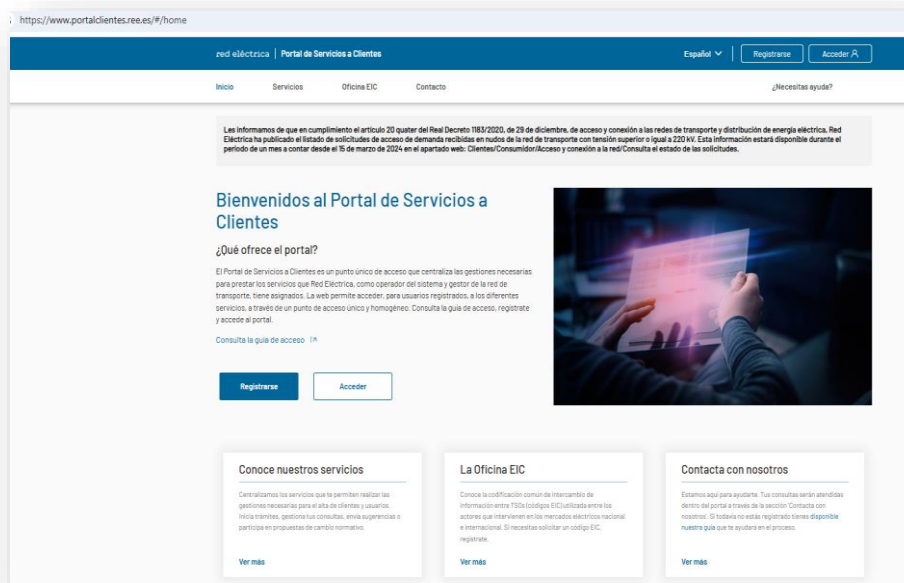 https://www.portalclientes.ree.es/#/home
red eléctrica | Portal de Servicios a Clientes
Español
Registrarse
Acceder
Inicio
Servicios
Oficina EIC
Contacto
¿Necesitas ayuda?
Les informamos de que en cumplimiento el artículo 20 quater del Real Decreto 1183/2020, de 29 de diciembre, de acceso y conexión a las redes de transporte y distribución de energía eléctrica, Red
Eléctrica ha publicado el listado de solicitudes de acceso de demanda recibidas en nudos de la red de transporte con tensión superior o igual a 220 kV. Esta información estará disponible durante el
periodo de un mes a contar desde el 15 de marzo de 2024 en el apartado web: Clientes/Consumidor/Acceso y conexión a la red/Consulta el estado de las solicitudes.
Bienvenidos al Portal de Servicios a
Clientes
¿Qué ofrece el portal?
El Portal de Servicios a Clientes es un punto único de acceso que centraliza las gestiones necesarias
para prestar los servicios que Red Eléctrica, como operador del sistema y gestor de la red de
transporte, tiene asignados. La web permite acceder, para usuarios registrados, a los diferentes
servicios, a través de un punto de acceso único y homogéneo. Consulta la guía de acceso, regístrate
y accede al portal.
Consulta la guía de acceso
Registrarse
Acceder
Conoce nuestros servicios
Centralizamos los servicios que te permiten realizar las
gestiones necesarias para el alta de clientes y usuarios.
Inicia trámites, gestiona tus consultas, envía sugerencias o
participa en propuestas de cambio normativo.
Ver más
La Oficina EIC
Conoce la codificación común de intercambio de
información entre TSOs (códigos EIC) utilizada entre los
actores que intervienen en los mercados eléctricos nacional
e internacional. Si necesitas solicitar un código EIC,
regístrate.
Ver más
Contacta con nosotros
Estamos aquí para ayudarte. Tus consultas serán atendidas
dentro del portal a través de la sección 'Contacta con
nosotros'. Si todavía no estás registrado tienes disponible
nuestra guía que te ayudará en el proceso.
Ver más